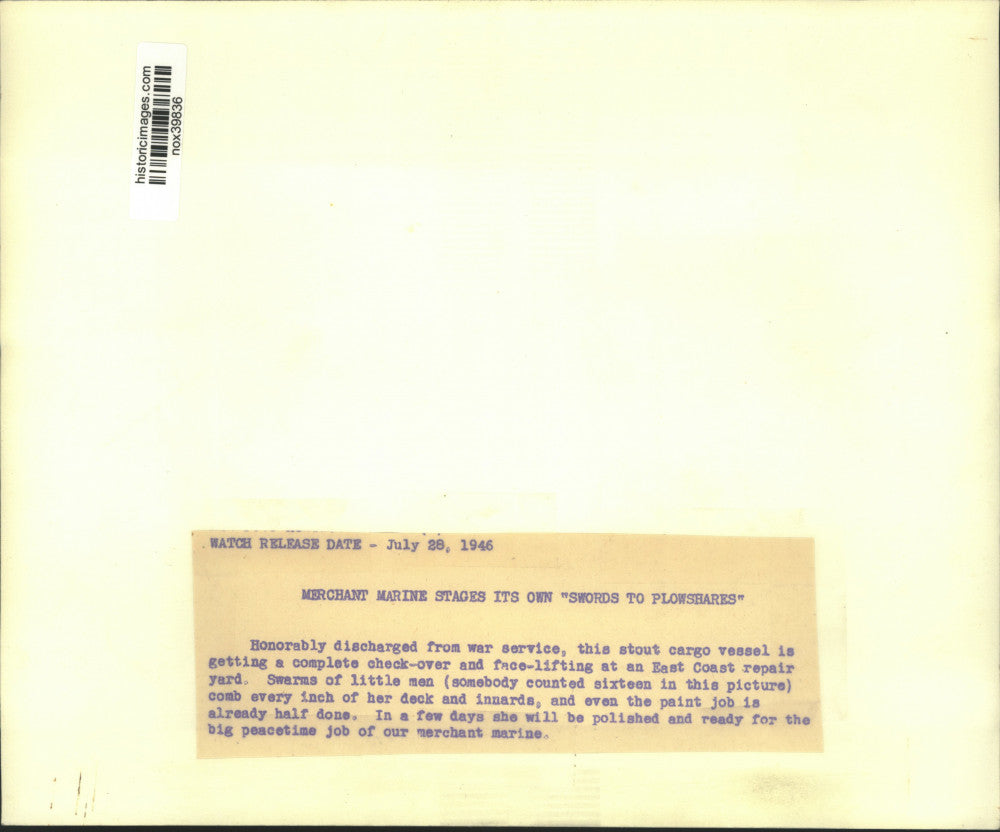 historicimages.com
nox39836
WATCH RELEASE DATE - July 28, 1946
MERCHANT MARINE STAGES ITS OWN "SWORDS TO PLOWSHARES"
Honorably discharged from war service, this stout cargo vessel is
getting a complete check-over and face-lifting at an East Coast repair
yard. Swarms of little men (somebody counted sixteen in this picture)
comb every inch of her deck and innards, and even the paint job is
already half done. In a few days she will be polished and ready for the
big peacetime job of our merchant marine.